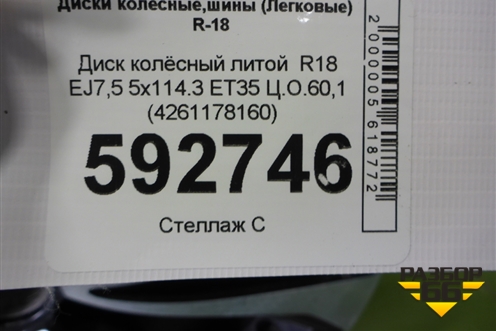 Диски колесные,шины (Легковые)
R-18
Диск колёсный литой R18
EJ7,5 5x114.3 ET35 Ц.О.60,1
(4261178160)
592746
Стеллаж С
2000005618772
РАЗБОР
66